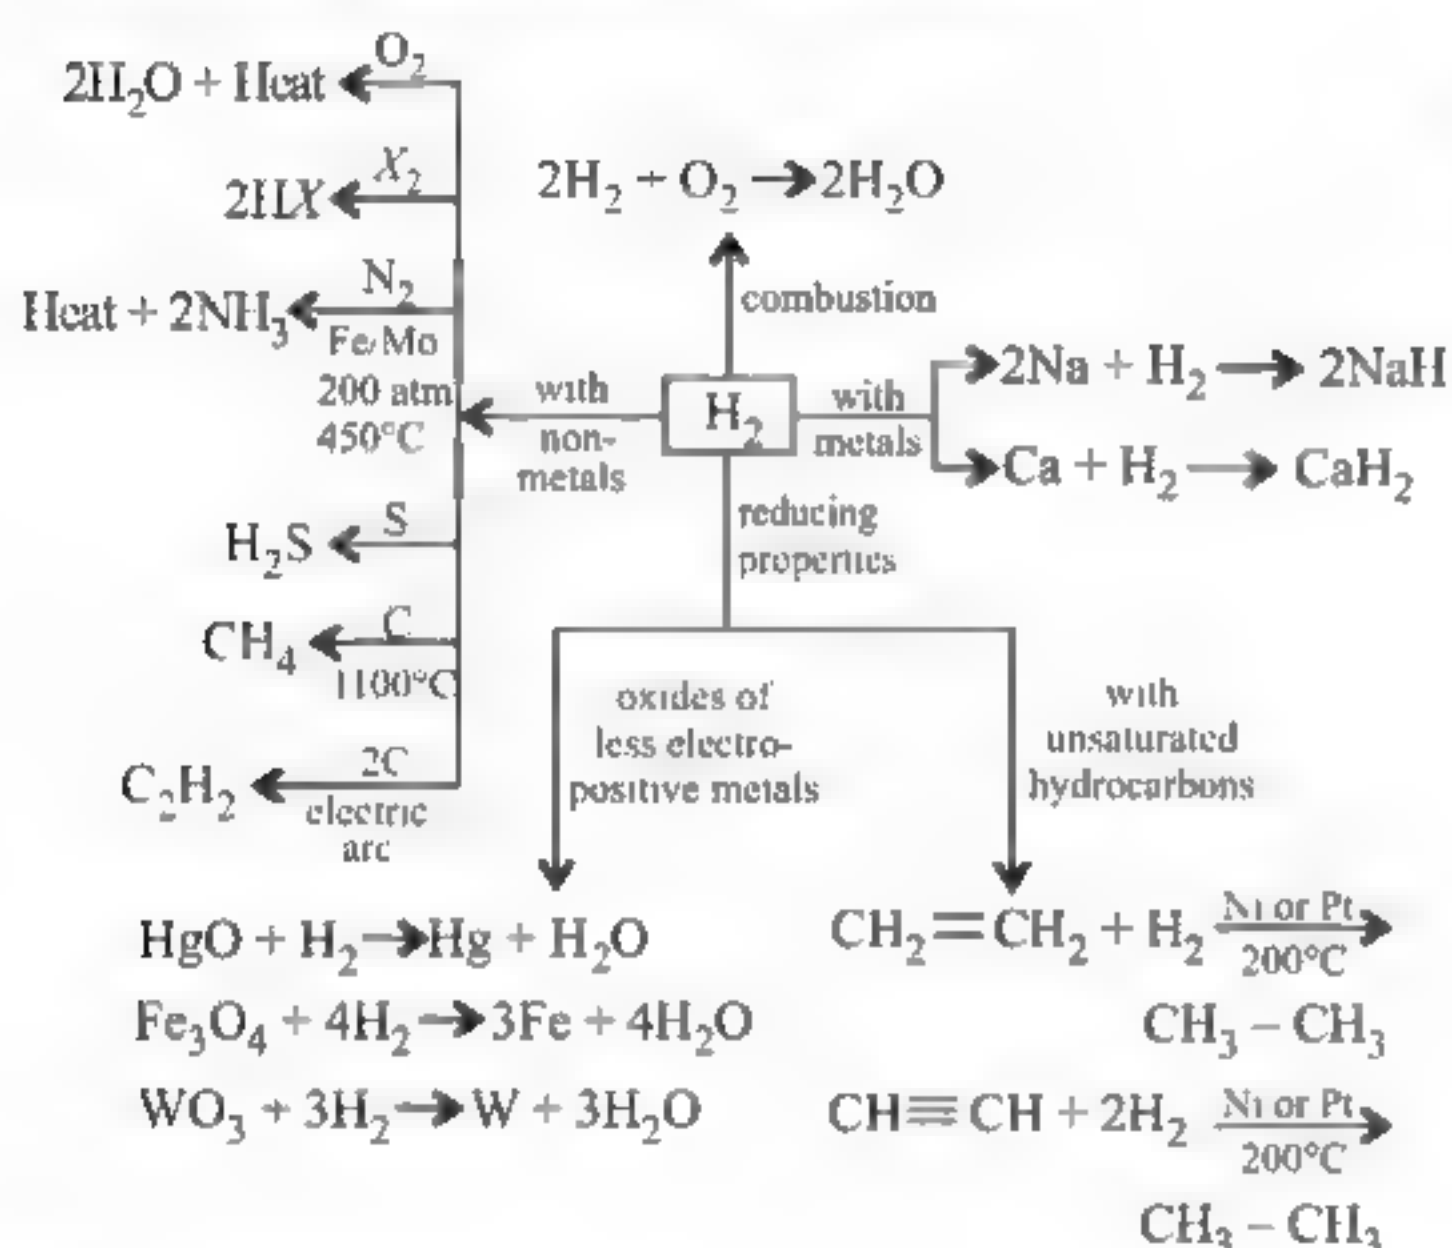 2H₂O + Heat
O₂
2HX
X₂
Heat + 2NH₃
N₂
Fe/Mo
200 atm
450°C
H₂S
S
CH₄
C
1100°C
C₂H₂
2C
electric
arc
with
non-
metals
H₂
2H₂ + O₂ → 2H₂O
combustion
with
metals
2Na + H₂ → 2NaH
Ca + H₂ → CaH₂
reducing
properties
oxides of
less electro-
positive metals
HgO + H₂ → Hg + H₂O
Fe₃O₄ + 4H₂ → 3Fe + 4H₂O
WO₃ + 3H₂ → W + 3H₂O
with
unsaturated
hydrocarbons
CH₂=CH₂ + H₂ Ni or Pt
200°C
CH₃ – CH₃
CH≡CH + 2H₂ Ni or Pt
200°C
CH₃ – CH₃